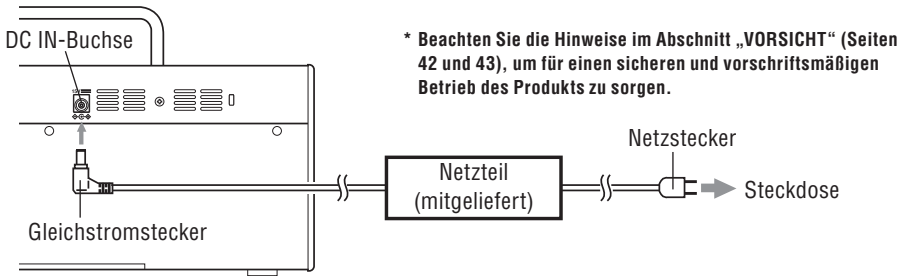 DC IN-Buchse
* Beachten Sie die Hinweise im Abschnitt „VORSICHT“ (Seiten
42 und 43), um für einen sicheren und vorschriftsmäßigen
Betrieb des Produkts zu sorgen.
Netzstecker
Netzteil
(mitgeliefert)
Steckdose
Gleichstromstecker